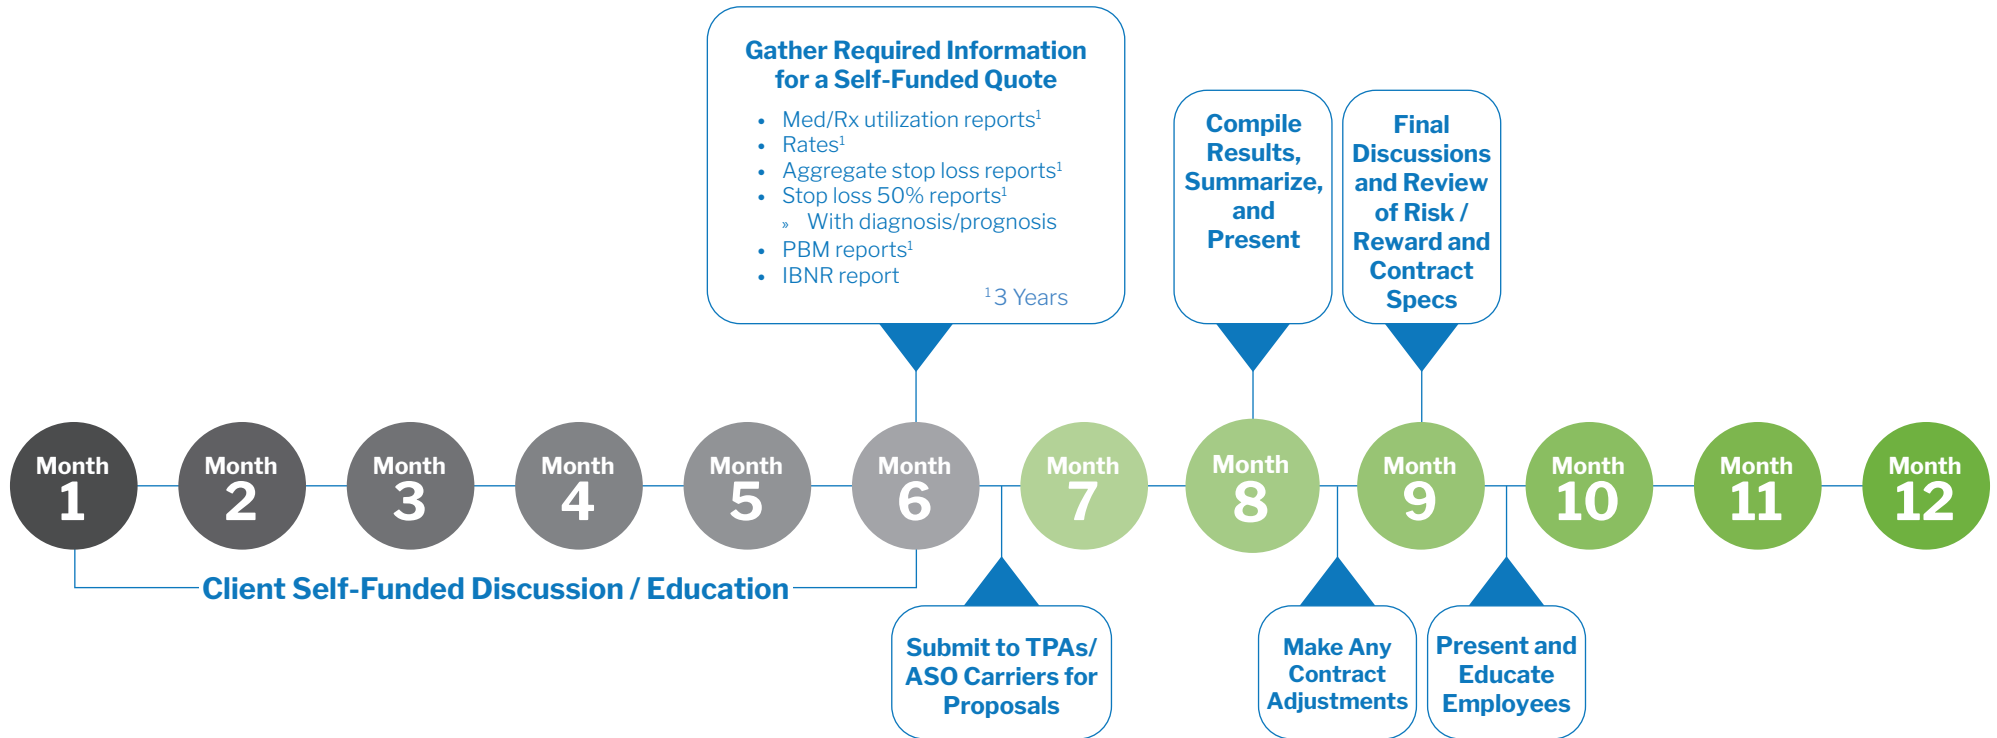 Gather Required Information
for a Self-Funded Quote
• Med/Rx utilization reports¹
• Rates¹
• Aggregate stop loss reports¹
• Stop loss 50% reports¹
» With diagnosis/prognosis
• PBM reports¹
• IBNR report
¹ 3 Years
Compile
Results,
Summarize,
and
Present
Final
Discussions
and Review
of Risk /
Reward and
Contract
Specs
Month
1
Month
2
Month
3
Month
4
Month
5
Month
6
Month
7
Month
8
Month
9
Month
10
Month
11
Month
12
Client Self-Funded Discussion / Education
Submit to TPAs/
ASO Carriers for
Proposals
Make Any
Contract
Adjustments
Present and
Educate
Employees